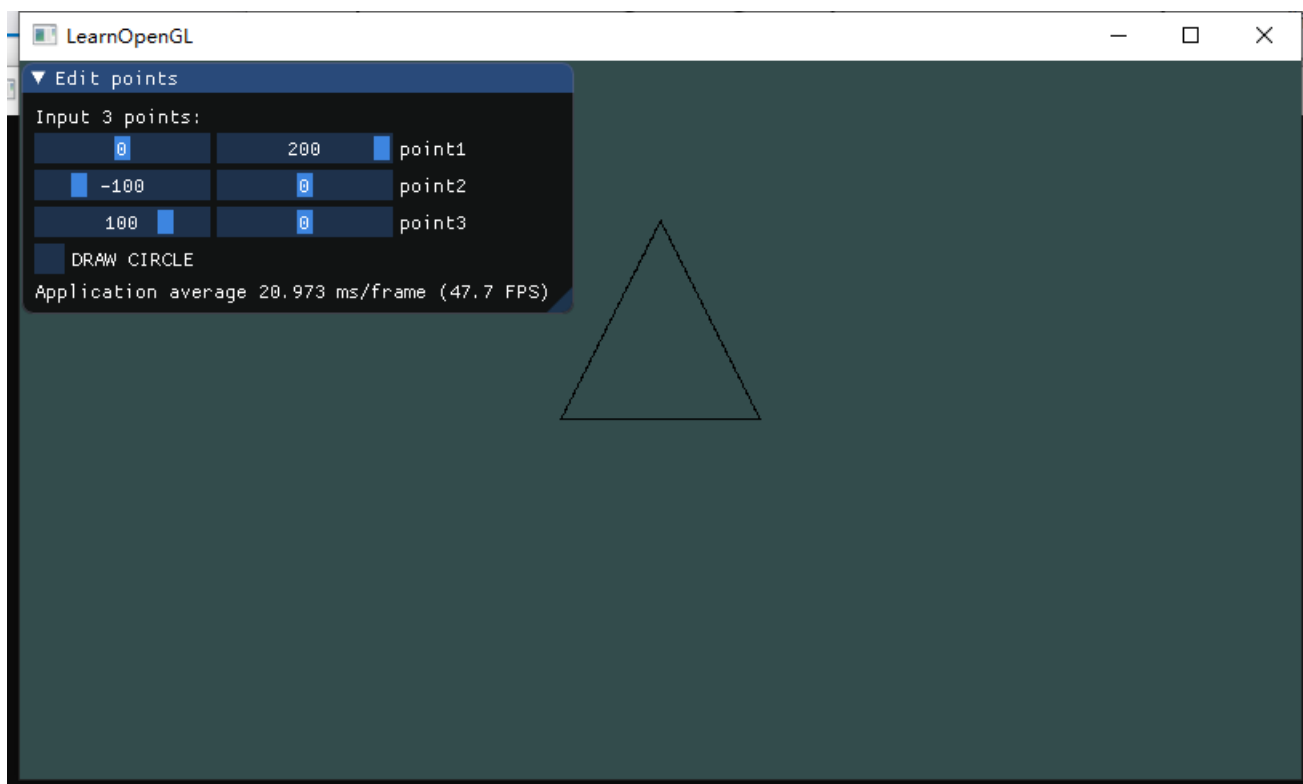 LearnOpenGL
Edit points
Input 3 points:
0 200 point1
-100 0 point2
100 0 point3
DRAW CIRCLE
Application average 20.973 ms/frame (47.7 FPS)